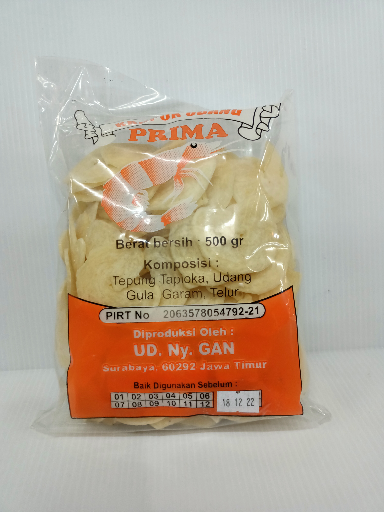 PRIMA
Berat bersih : 500 gr
Komposisi :
Tepung Tapioka, Udang
Gula Garam, Telur
PIRT No 2063578054792-21
Diproduksi Oleh :
UD. Ny. GAN
Surabaya, 60292 Jawa Timur
Baik Digunakan Sebelum :
01 02 03 04 05 06
07 08 09 10 11 12
18 12 22